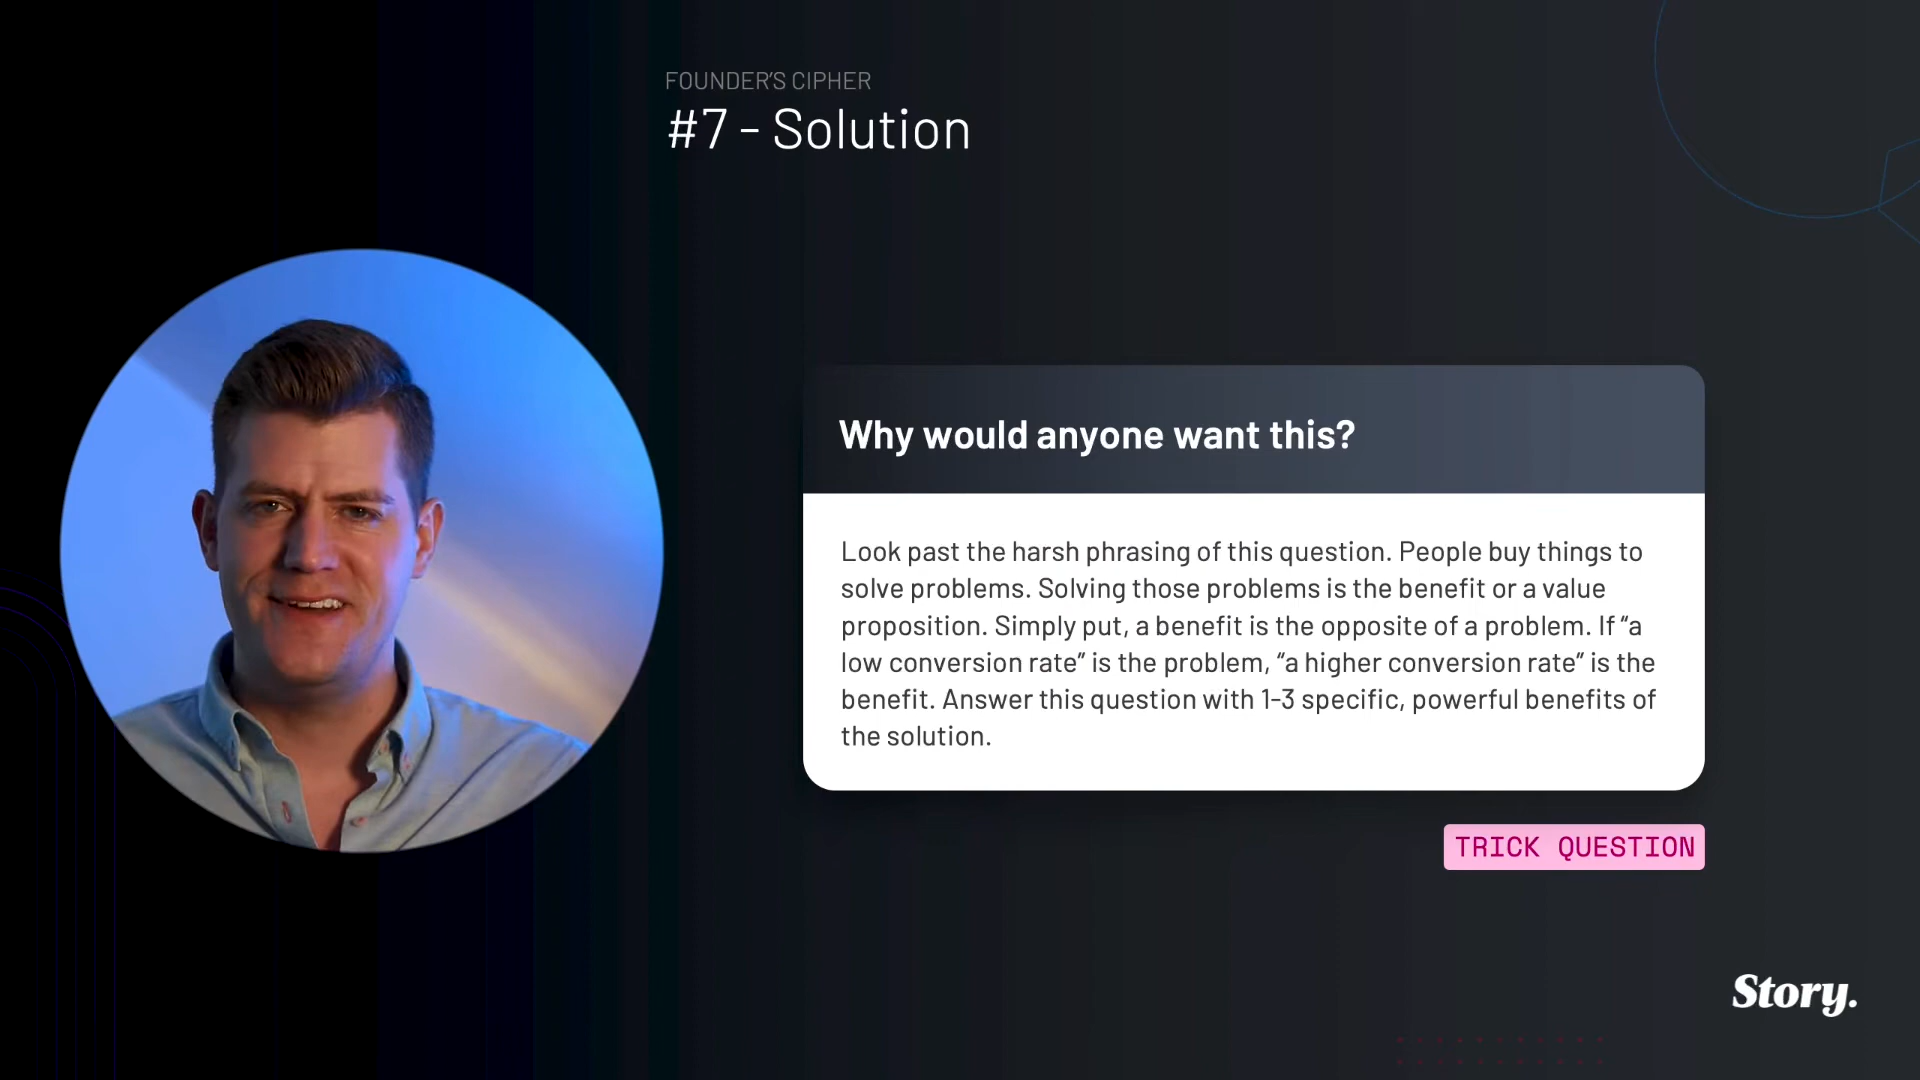 FOUNDER'S CIPHER
#7 - Solution
Why would anyone want this?
Look past the harsh phrasing of this question. People buy things to
solve problems. Solving those problems is the benefit or a value
proposition. Simply put, a benefit is the opposite of a problem. If “a
low conversion rate” is the problem, “a higher conversion rate” is the
benefit. Answer this question with 1-3 specific, powerful benefits of
the solution.
TRICK QUESTION
Story.